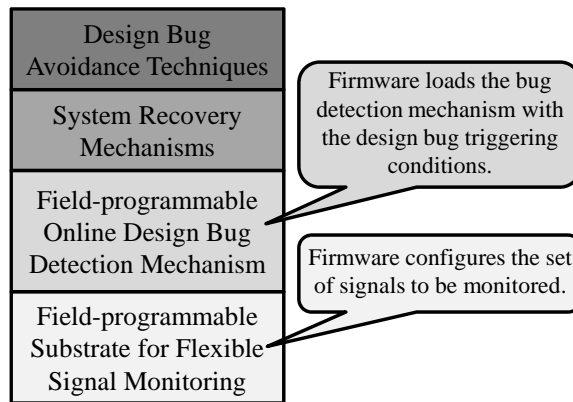 Design Bug
Avoidance Techniques
System Recovery
Mechanisms
Field-programmable
Online Design Bug
Detection Mechanism
Field-programmable
Substrate for Flexible
Signal Monitoring
Firmware loads the bug
detection mechanism with
the design bug triggering
conditions.
Firmware configures the set
of signals to be monitored.